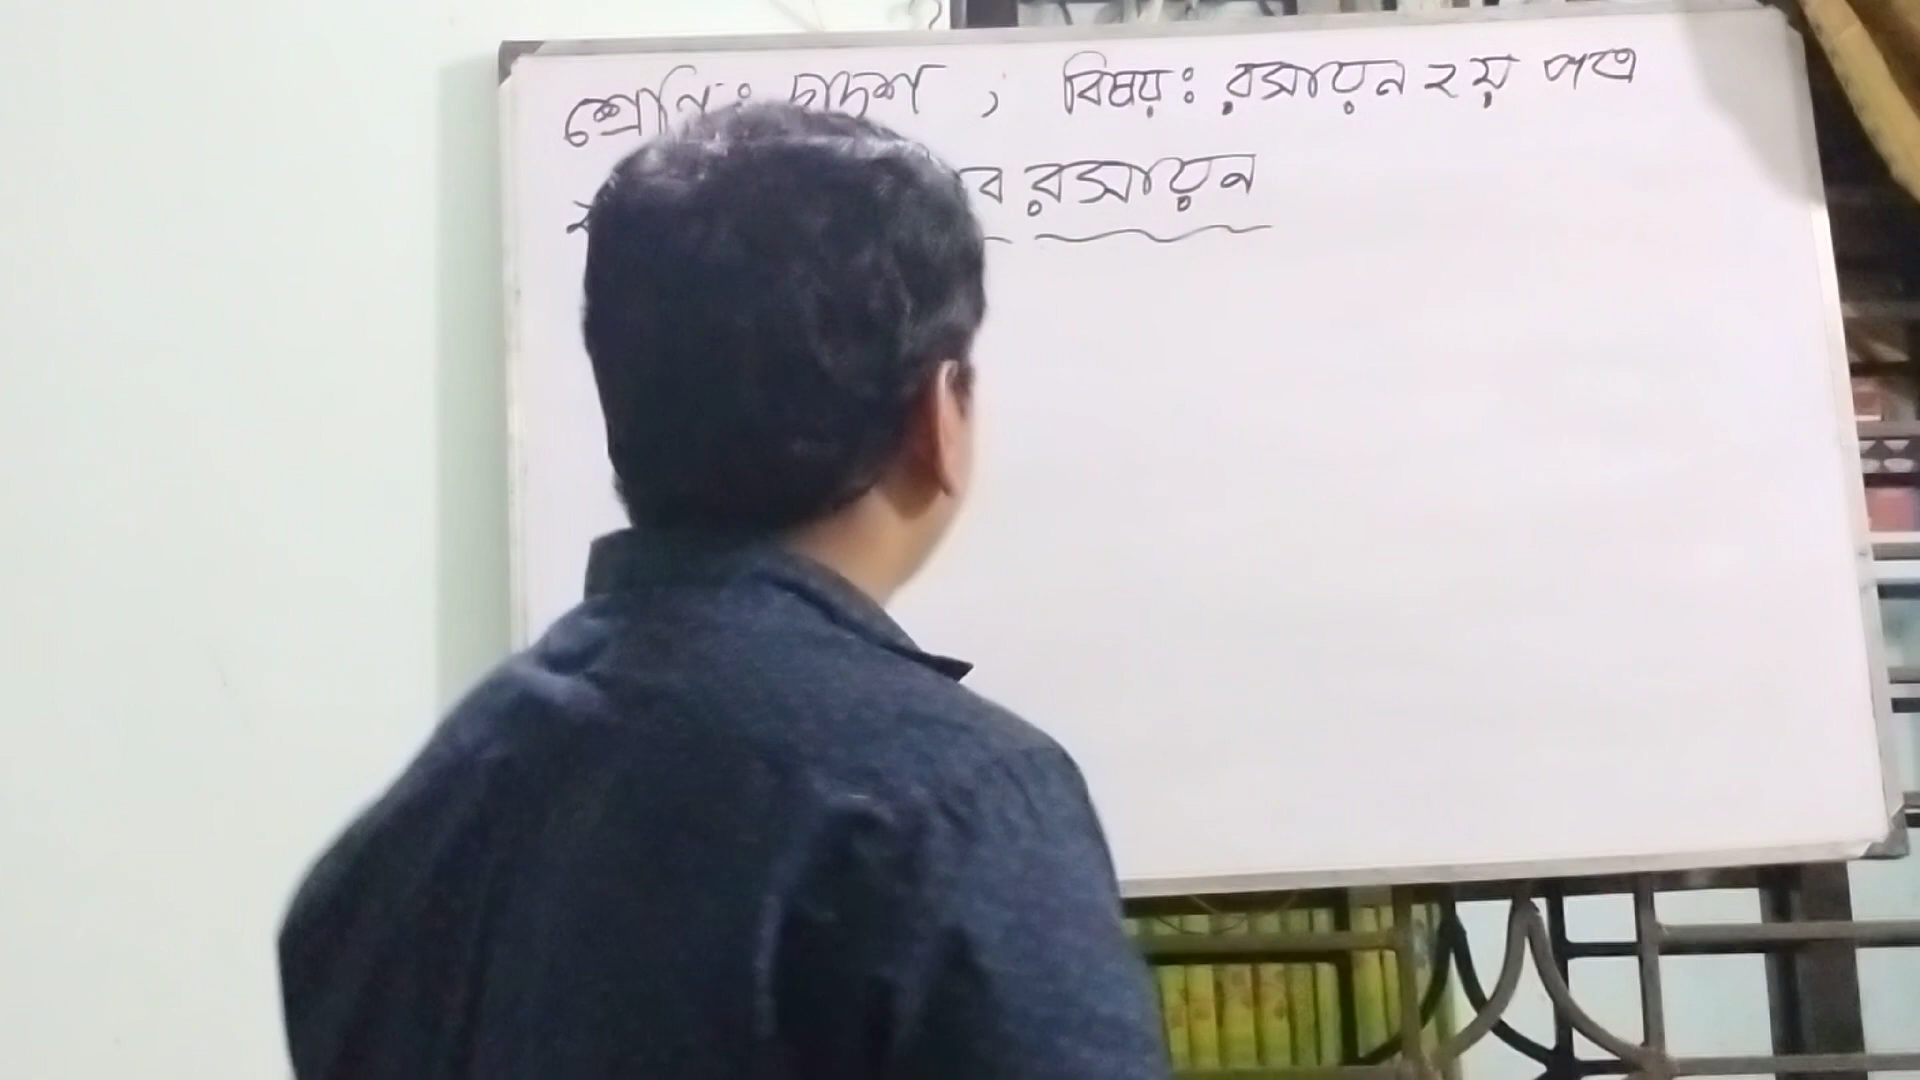 শ্রেণি: দ্বাদশ , বিষয়: রসায়ন ২য় পত্র
রসায়ন